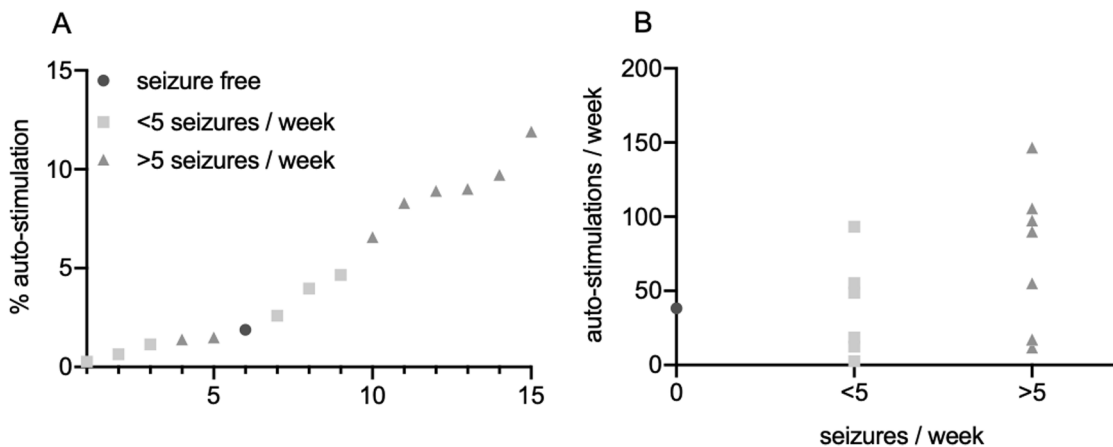 A
% auto-stimulation
15
10
5
0
seizure free
<5 seizures / week
>5 seizures / week
5
10
15
B
auto-stimulations / week
200
150
100
50
0
0
<5
>5
seizures / week